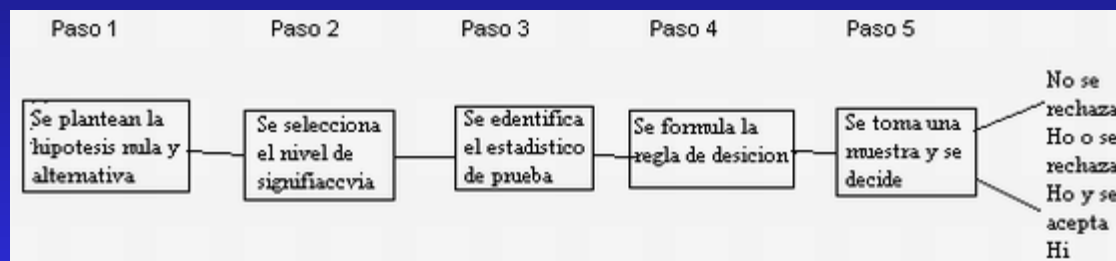 Paso 1
Paso 2
Paso 3
Paso 4
Paso 5
Se plantean la
hipotesis nula y
alternativa
Se selecciona
el nivel de
signifiaccvia
Se edentifica
el estadistico
de prueba
Se formula la
regla de desicion
Se toma una
muestra y se
decide
No se
rechaza
Ho o se
rechaza
Ho y se
acepta
Hi